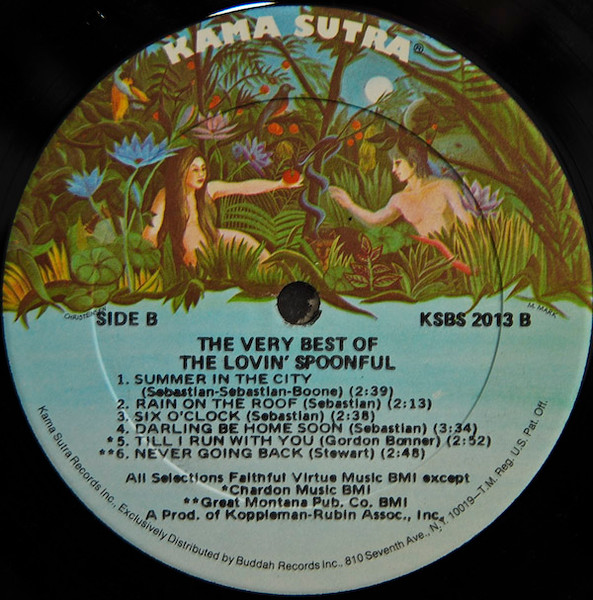 KAMA SUTRA®
CHRISTENSEN
M. MARK
SIDE B
KSBS 2013 B
THE VERY BEST OF
THE LOVIN' SPOONFUL
1. SUMMER IN THE CITY
(Sebastian-Sebastian-Boone) (2:39)
2. RAIN ON THE ROOF (Sebastian) (2:13)
3. SIX O'CLOCK (Sebastian) (2:38)
4. DARLING BE HOME SOON (Sebastian) (3:34)
*5. TILL I RUN WITH YOU (Gordon Bonner) (2:52)
**6. NEVER GOING BACK (Stewart) (2:48)
All Selections Faithful Virtue Music BMI except
*Chardon Music BMI
**Great Montana Pub. Co. BMI
A Prod. of Koppleman-Rubin Assoc., Inc.
Kama Sutra Records Inc., Exclusively Distributed by Buddah Records Inc., 810 Seventh Ave., N.Y. 10019—T.M. Reg. U.S. Pat. Off.